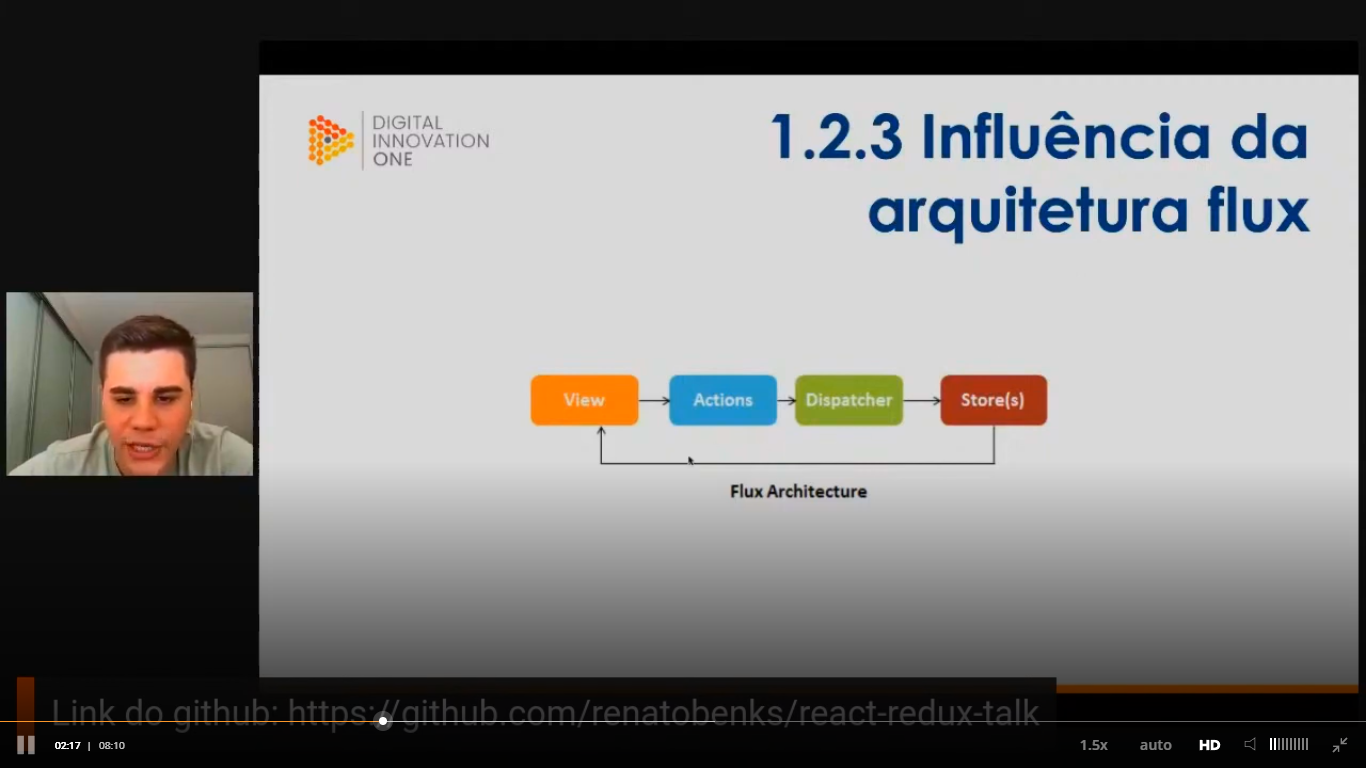 DIGITAL
INNOVATION
ONE
1.2.3 Influência da
arquitetura flux
View
Actions
Dispatcher
Store(s)
Flux Architecture
Link do github: https://github.com/renatobenks/react-redux-talk
02:17 | 08:10
1.5x
auto
HD